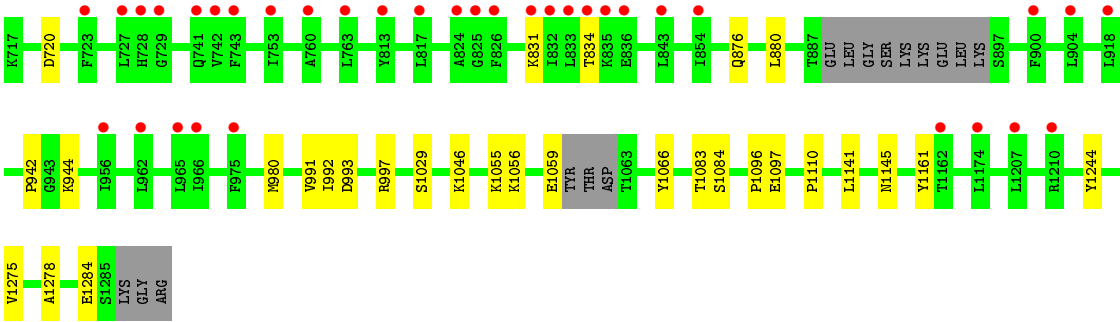 K717 D720 F723 L727 H728 G729 Q741 V742 F743 I753 A760 L763 Y813 L817 A824 G825 F826 K831 I832 L833 T834 K835 E836 L843 I854 Q876 L880 T887 GLU LEU GLY SER LYS LYS GLU LEU LYS S897 F900 L904 L918
P942 G943 K944 I956 L962 L965 I966 F975 M980 V991 I992 D993 R997 S1029 K1046 K1055 K1056 E1059 TYR THR ASP T1063 Y1066 T1083 S1084 P1096 E1097 P1110 L1141 N1145 Y1161 T1162 L1174 L1207 R1210 Y1244
V1275 A1278 E1284 S1285 LYS GLY ARG